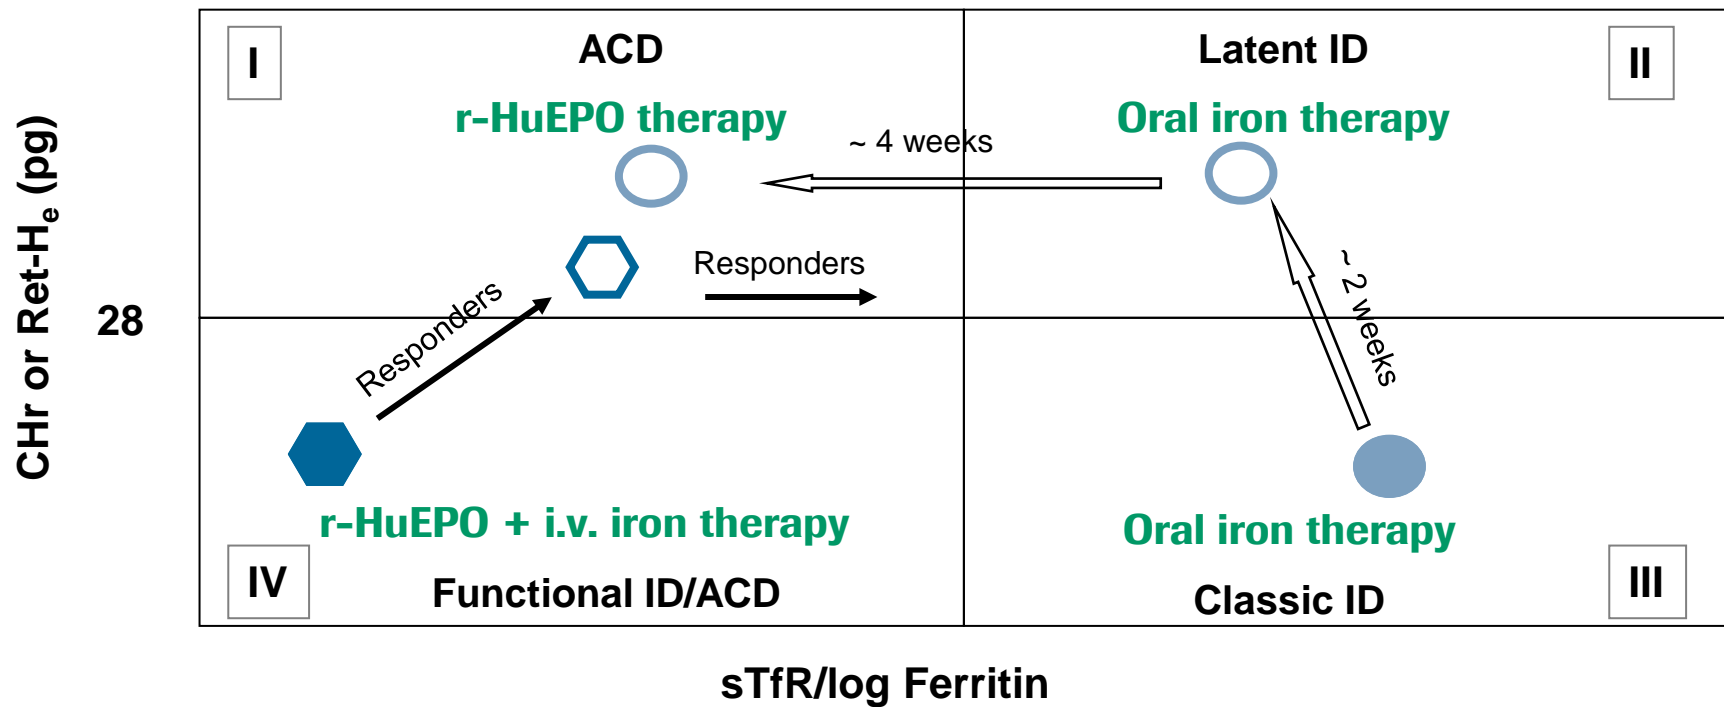 I
ACD
Latent ID
II
r-HuEPO therapy
Oral iron therapy
~ 4 weeks
CHr or Ret-Hₑ (pg)
Responders
Responders
~ 2 weeks
28
r-HuEPO + i.v. iron therapy
Oral iron therapy
IV
Functional ID/ACD
Classic ID
III
sTfR/log Ferritin